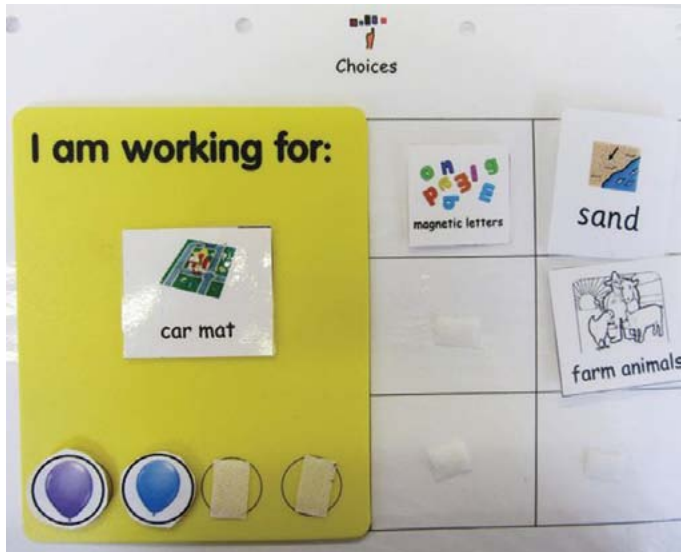 Choices
I am working for:
magnetic letters
sand
car mat
farm animals